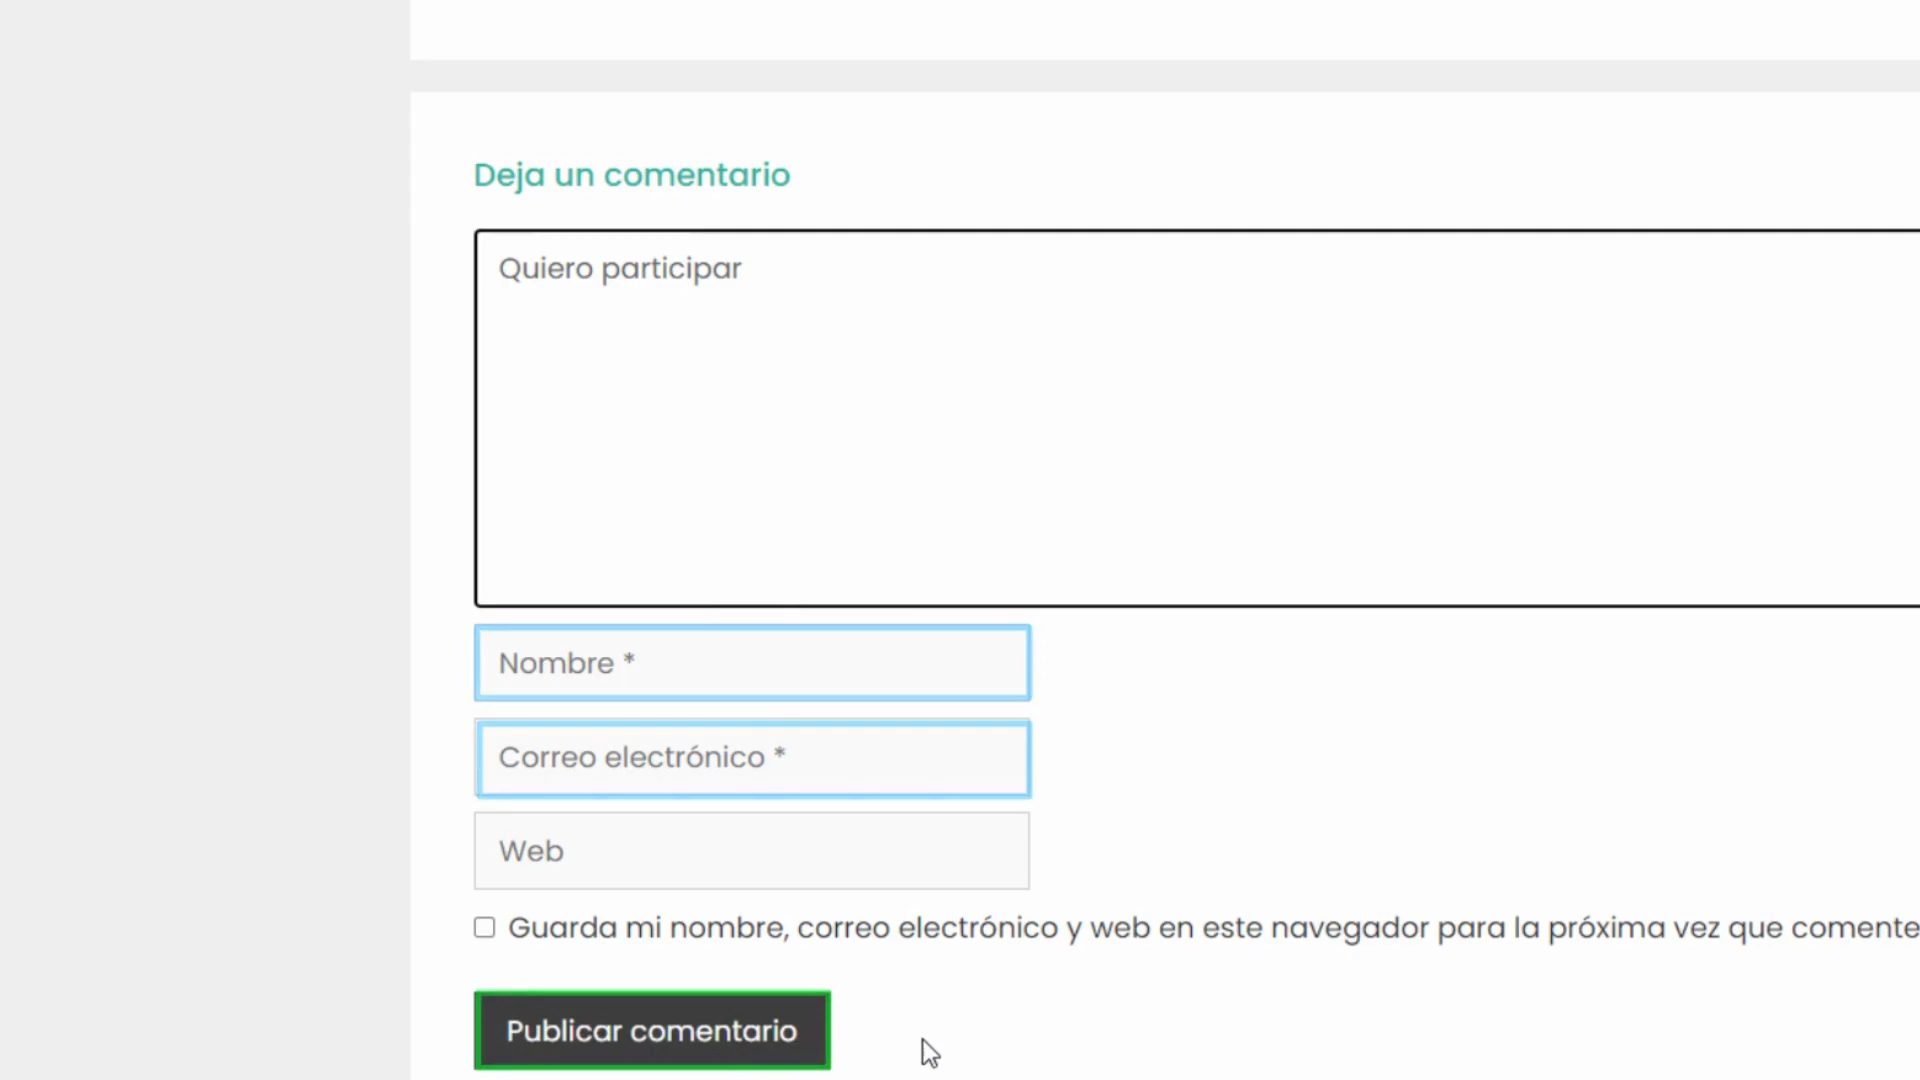 Deja un comentario
Quiero participar
Nombre *
Correo electrónico *
Web
Guarda mi nombre, correo electrónico y web en este navegador para la próxima vez que comente
Publicar comentario